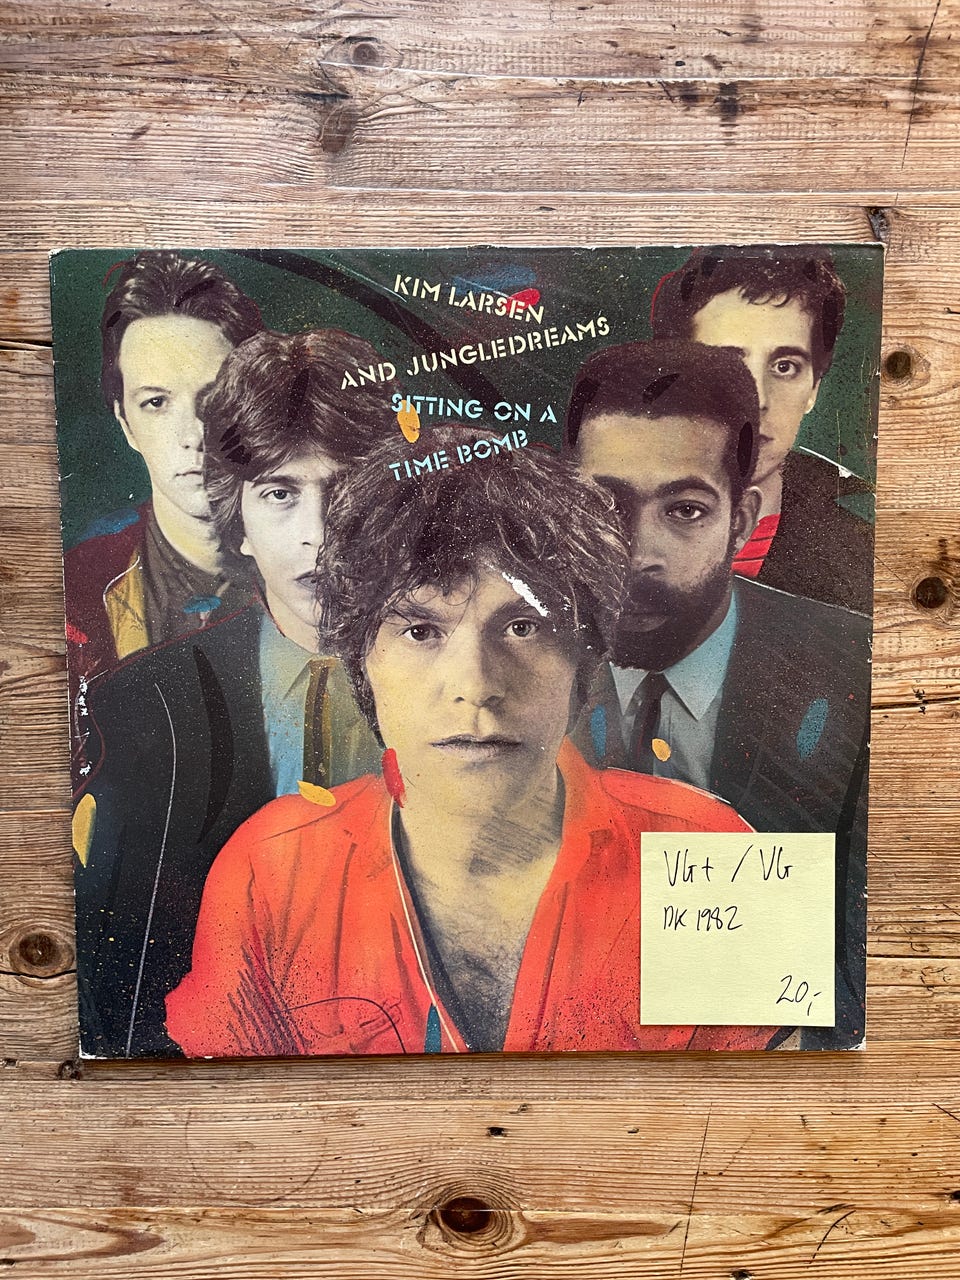 KIM LARSEN
AND JUNGLEDREAMS
SITTING ON A
TIME BOMB
VG+ / VG
DK 1982
20,-